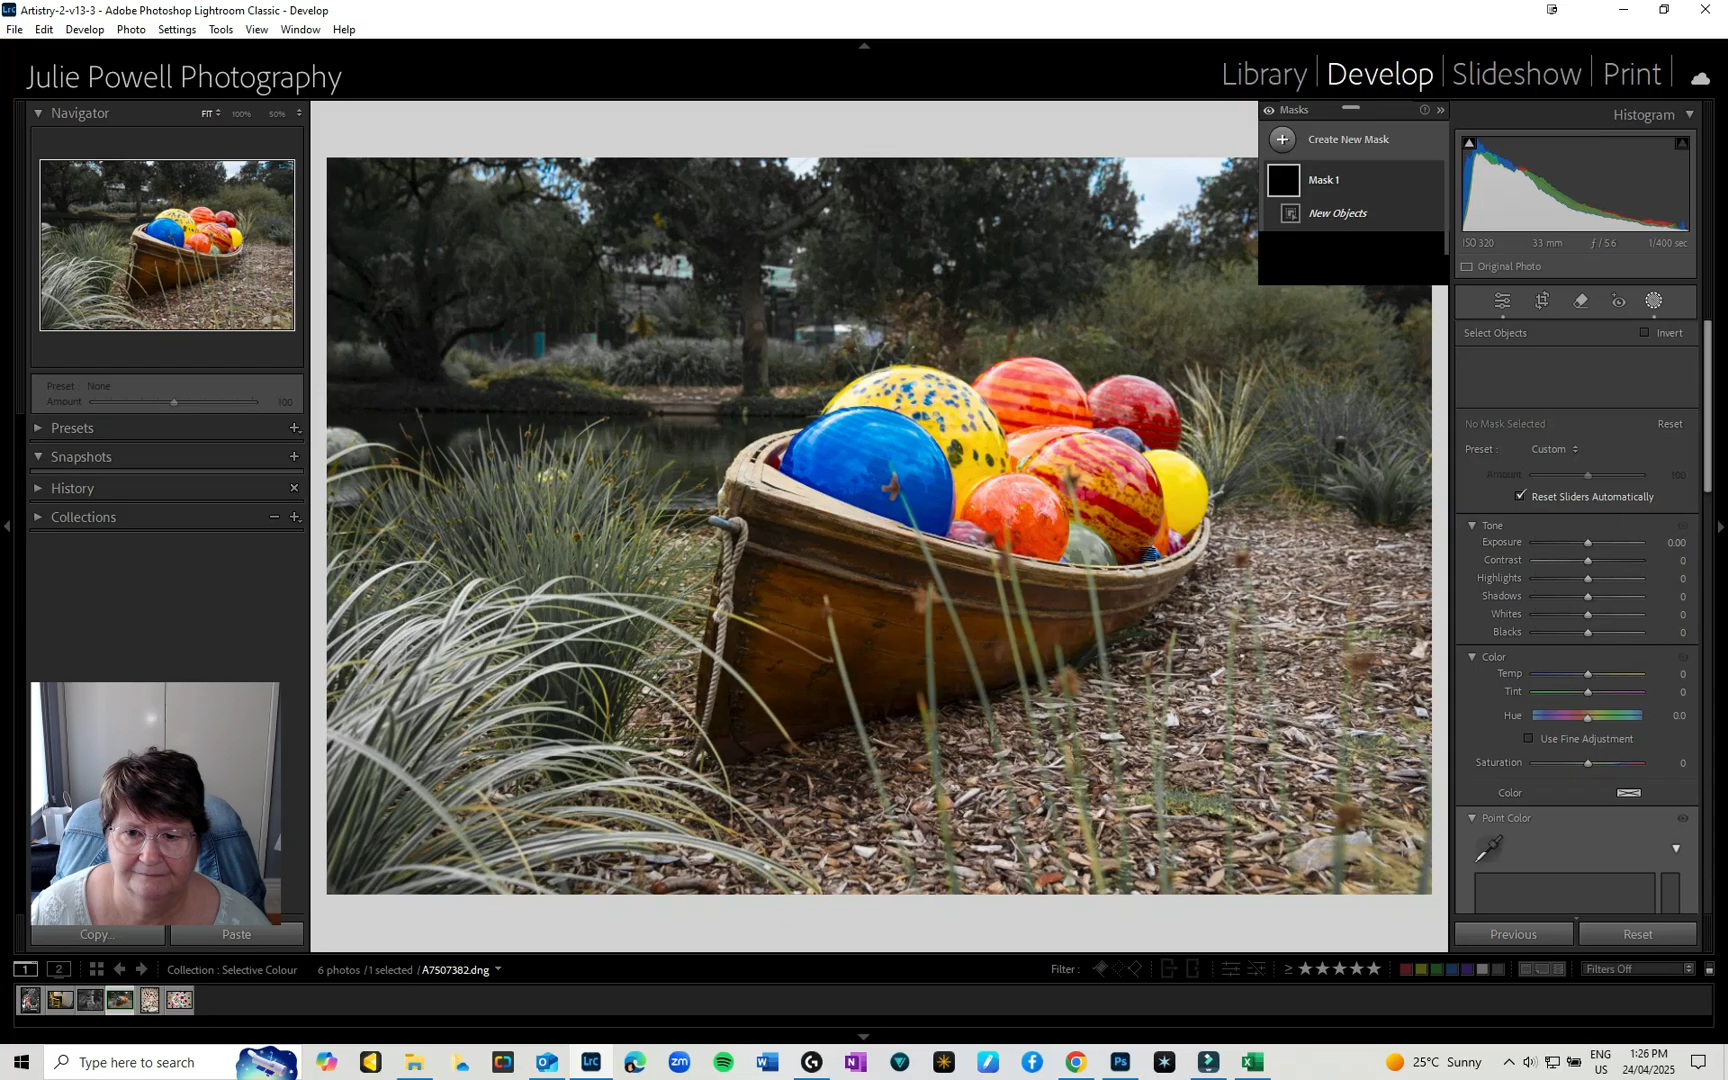 Artistry-2-v13-3 - Adobe Photoshop Lightroom Classic - Develop
File Edit Develop Photo Settings Tools View Window Help
Julie Powell Photography
Library Develop Slideshow Print
Navigator FIT 100% 50%
Preset : None
Amount 100
Presets
Snapshots
History
Collections
Copy... Paste
Masks
Create New Mask
Mask 1
New Objects
Histogram
ISO 320 33 mm ƒ / 5.6 1/400 sec
Original Photo
Select Objects Invert
No Mask Selected Reset
Preset : Custom
Amount 100
Reset Sliders Automatically
Tone
Exposure 0.00
Contrast 0
Highlights 0
Shadows 0
Whites 0
Blacks 0
Color
Temp 0
Tint 0
Hue 0.0
Use Fine Adjustment
Saturation 0
Color
Point Color
Previous Reset
1 2 Collection : Selective Colour 6 photos / 1 selected / A7507382.dng Filter : Filters Off
Type here to search
25°C Sunny
ENG
US
1:26 PM
24/04/2025